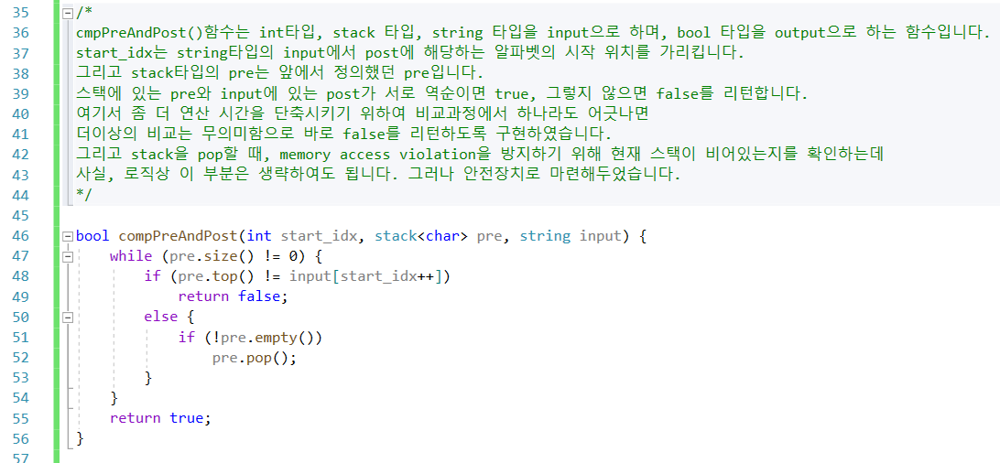 35 /*
36 cmpPreAndPost()함수는 int타입, stack 타입, string 타입을 input으로 하며, bool 타입을 output으로 하는 함수입니다.
37 start_idx는 string타입의 input에서 post에 해당하는 알파벳의 시작 위치를 가리킵니다.
38 그리고 stack타입의 pre는 앞에서 정의했던 pre입니다.
39 스택에 있는 pre와 input에 있는 post가 서로 역순이면 true, 그렇지 않으면 false를 리턴합니다.
40 여기서 좀 더 연산 시간을 단축시키기 위하여 비교과정에서 하나라도 어긋나면
41 더이상의 비교는 무의미함으로 바로 false를 리턴하도록 구현하였습니다.
42 그리고 stack을 pop할 때, memory access violation을 방지하기 위해 현재 스택이 비어있는지를 확인하는데
43 사실, 로직상 이 부분은 생략하여도 됩니다. 그러나 안전장치로 마련해두었습니다.
44 */
45
46 bool compPreAndPost(int start_idx, stack<char> pre, string input) {
47     while (pre.size() != 0) {
48         if (pre.top() != input[start_idx++])
49             return false;
50         else {
51             if (!pre.empty())
52                 pre.pop();
53         }
54     }
55     return true;
56 }
57